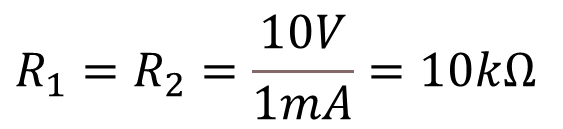 R₁ = R₂ = 10V / 1mA = 10kΩ